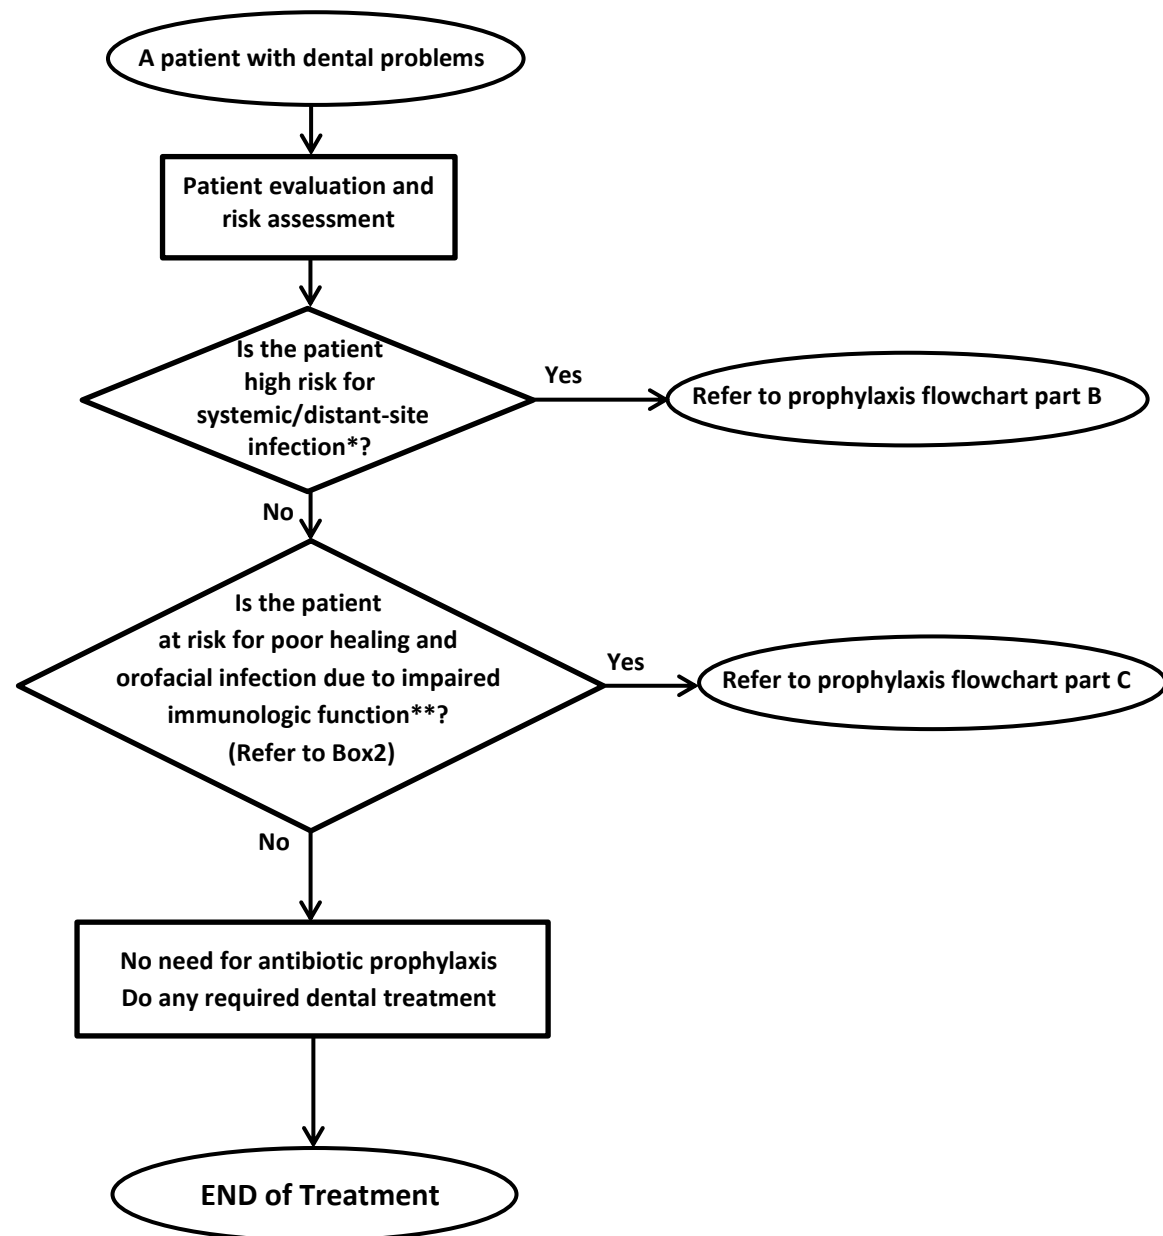 A patient with dental problems
Patient evaluation and
risk assessment
Is the patient
high risk for
systemic/distant-site
infection*?
Yes
Refer to prophylaxis flowchart part B
No
Is the patient
at risk for poor healing and
orofacial infection due to impaired
immunologic function**?
(Refer to Box2)
Yes
Refer to prophylaxis flowchart part C
No
No need for antibiotic prophylaxis
Do any required dental treatment
END of Treatment